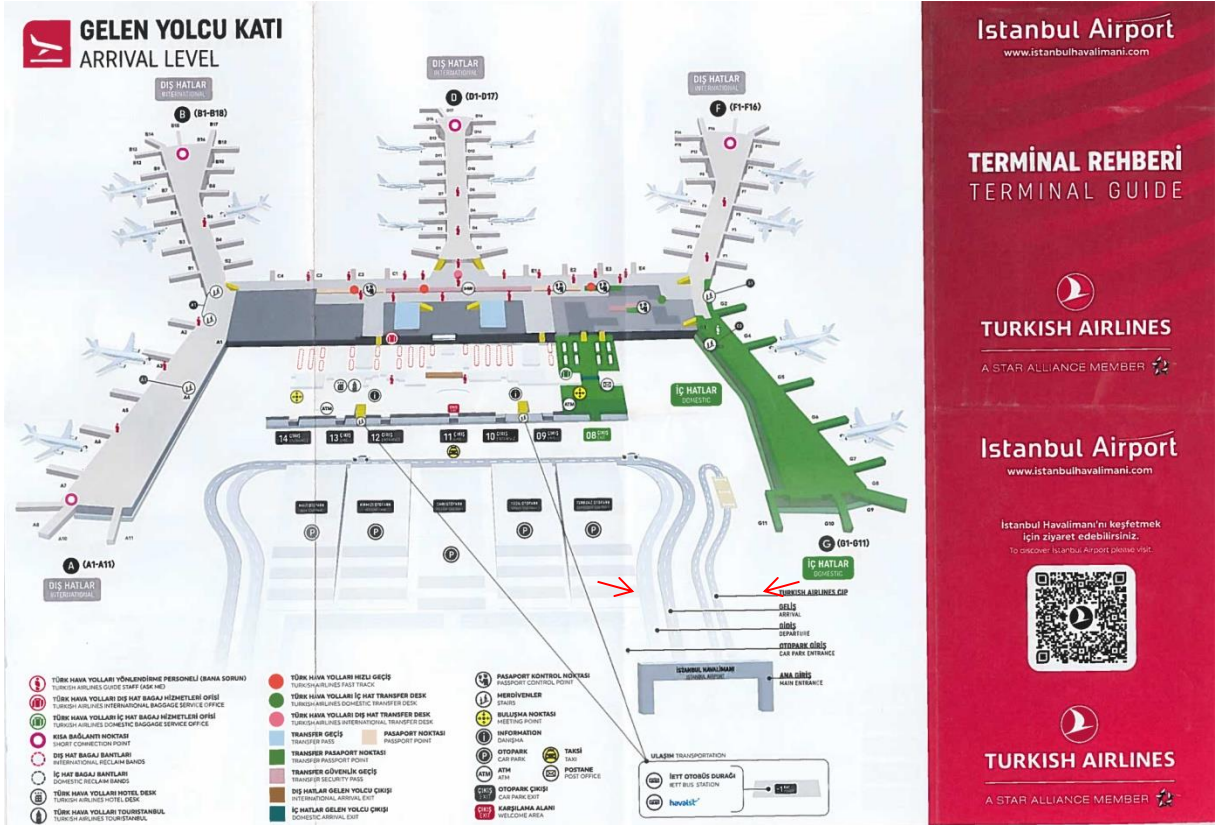 GELEN YOLCU KATI
ARRIVAL LEVEL
DIŞ HATLAR
INTERNATIONAL
B (B1-B18)
DIŞ HATLAR
INTERNATIONAL
D (D1-D17)
DIŞ HATLAR
INTERNATIONAL
F (F1-F16)
İÇ HATLAR
DOMESTIC
ATM
ATM
14 ÇIKIŞ
13 ÇIKIŞ
12 ÇIKIŞ
11 ÇIKIŞ
10 ÇIKIŞ
09 ÇIKIŞ
08 ÇIKIŞ
A (A1-A11)
DIŞ HATLAR
INTERNATIONAL
G (G1-G11)
İÇ HATLAR
DOMESTIC
TURKISH AIRLINES CIP
GELİŞ
ARRIVAL
GİDİŞ
DEPARTURE
OTOPARK GİRİŞ
CAR PARK ENTRANCE
İSTANBUL HAVALİMANI
ISTANBUL AIRPORT
ANA GİRİŞ
MAIN ENTRANCE
TÜRK HAVA YOLLARI YÖNLENDİRME PERSONELİ (BANA SORUN)
TURKISH AIRLINES GUIDE STAFF (ASK ME)
TÜRK HAVA YOLLARI DIŞ HAT BAGAJ HİZMETLERİ OFİSİ
TURKISH AIRLINES INTERNATIONAL BAGGAGE SERVICE OFFICE
TÜRK HAVA YOLLARI İÇ HAT BAGAJ HİZMETLERİ OFİSİ
TURKISH AIRLINES DOMESTIC BAGGAGE SERVICE OFFICE
KISA BAĞLANTI NOKTASI
SHORT CONNECTION POINT
DIŞ HAT BAGAJ BANTLARI
INTERNATIONAL RECLAIM BANDS
İÇ HAT BAGAJ BANTLARI
DOMESTIC RECLAIM BANDS
TÜRK HAVA YOLLARI HOTEL DESK
TURKISH AIRLINES HOTEL DESK
TÜRK HAVA YOLLARI TOURISTANBUL
TURKISH AIRLINES TOURISTANBUL
TÜRK HAVA YOLLARI HIZLI GEÇİŞ
TURKISH AIRLINES FAST TRACK
TÜRK HAVA YOLLARI İÇ HAT TRANSFER DESK
TURKISH AIRLINES DOMESTIC TRANSFER DESK
TÜRK HAVA YOLLARI DIŞ HAT TRANSFER DESK
TURKISH AIRLINES INTERNATIONAL TRANSFER DESK
TRANSFER GEÇİŞ
TRANSFER PASS
PASAPORT NOKTASI
PASSPORT POINT
TRANSFER PASAPORT NOKTASI
TRANSFER PASSPORT POINT
TRANSFER GÜVENLİK GEÇİŞ
TRANSFER SECURITY PASS
DIŞ HATLAR GELEN YOLCU ÇIKIŞI
INTERNATIONAL ARRIVAL EXIT
İÇ HATLAR GELEN YOLCU ÇIKIŞI
DOMESTIC ARRIVAL EXIT
PASAPORT KONTROL NOKTASI
PASSPORT CONTROL POINT
MERDİVENLER
STAIRS
BULUŞMA NOKTASI
MEETING POINT
INFORMATION
DANIŞMA
OTOPARK
CAR PARK
TAKSİ
TAXI
ATM
ATM
POSTANE
POST OFFICE
OTOPARK ÇIKIŞI
CAR PARK EXIT
KARŞILAMA ALANI
WELCOME AREA
ULAŞIM TRANSPORTATION
İETT OTOBÜS DURAĞI
IETT BUS STATION
havaist
-1
Istanbul Airport
www.istanbulhavalimani.com
TERMİNAL REHBERİ
TERMINAL GUIDE
TURKISH AIRLINES
A STAR ALLIANCE MEMBER
Istanbul Airport
www.istanbulhavalimani.com
İstanbul Havalimanı'nı keşfetmek
için ziyaret edebilirsiniz.
To discover Istanbul Airport please visit.
TURKISH AIRLINES
A STAR ALLIANCE MEMBER